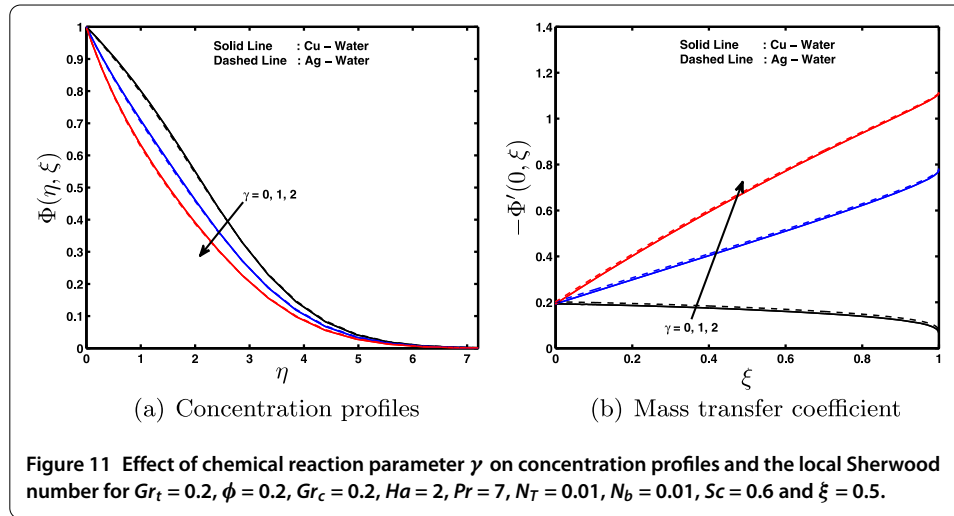 1
0.9
0.8
0.7
0.6
0.5
0.4
0.3
0.2
0.1
0
0 1 2 3 4 5 6 7
Φ(η, ξ)
η
Solid Line : Cu – Water
Dashed Line : Ag – Water
γ = 0, 1, 2
(a) Concentration profiles
1.4
1.2
1
0.8
0.6
0.4
0.2
0
0 0.2 0.4 0.6 0.8 1
−Φ′(0, ξ)
ξ
Solid Line : Cu – Water
Dashed Line : Ag – Water
γ = 0, 1, 2
(b) Mass transfer coefficient
Figure 11 Effect of chemical reaction parameter γ on concentration profiles and the local Sherwood
number for Grt = 0.2, ϕ = 0.2, Grc = 0.2, Ha = 2, Pr = 7, NT = 0.01, Nb = 0.01, Sc = 0.6 and ξ = 0.5.